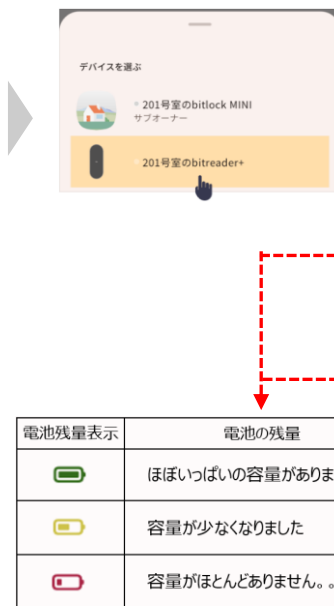 デバイスを選ぶ
201号室のbitlock MINI
サブオーナー
201号室のbitreader+
電池残量表示 電池の残量
ほぼいっぱいの容量がありま
容量が少なくなりました
容量がほとんどありません。。